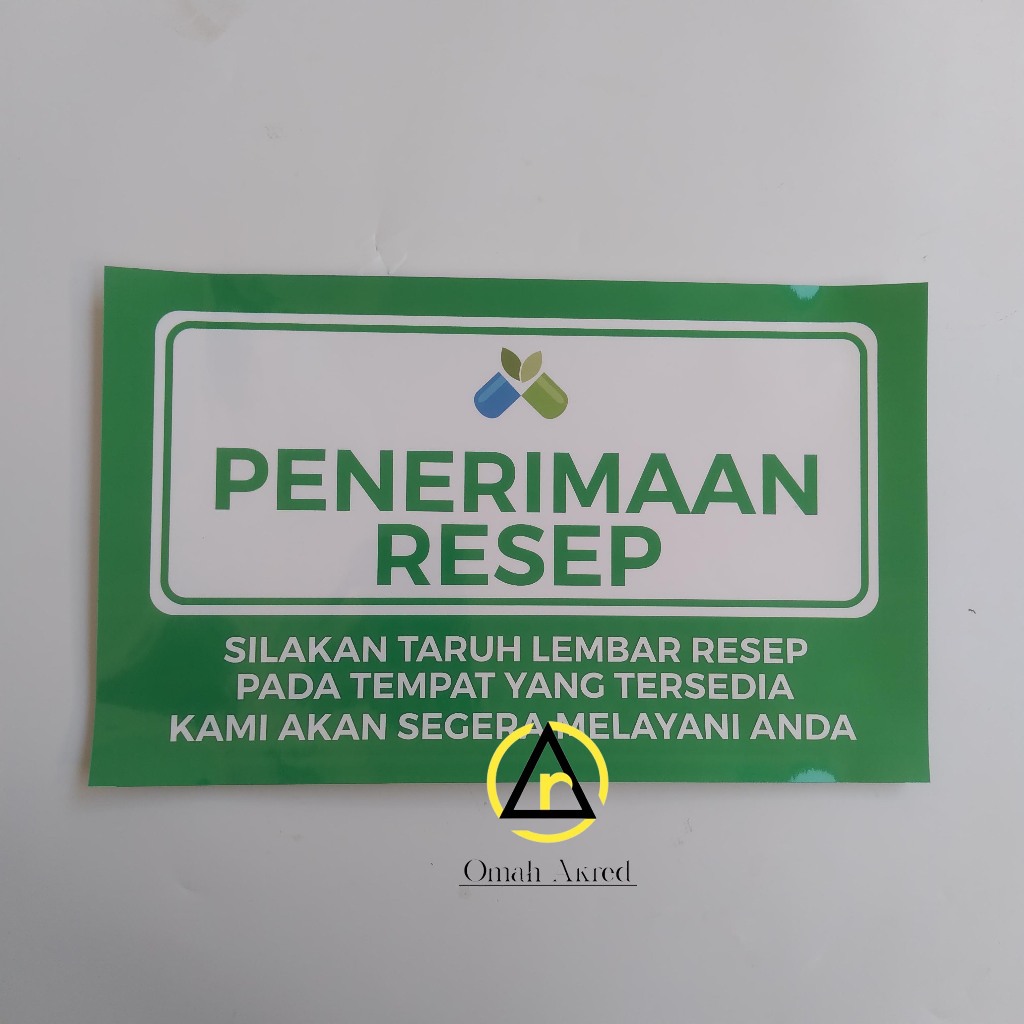 PENERIMAAN
RESEP
SILAKAN TARUH LEMBAR RESEP
PADA TEMPAT YANG TERSEDIA
KAMI AKAN SEGERA MELAYANI ANDA
n
Omah Akred